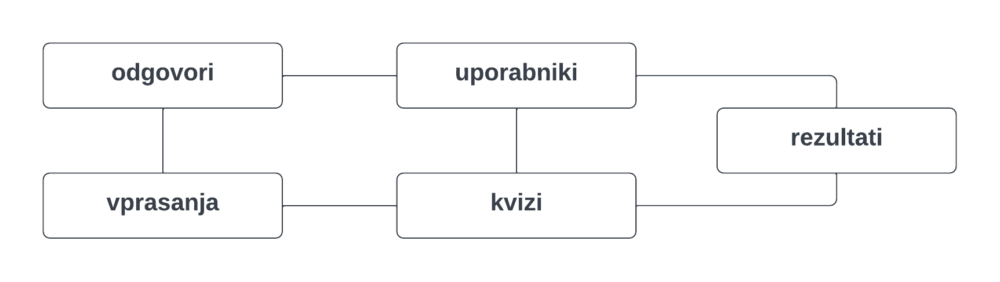 odgovori
uporabniki
rezultati
vprasanja
kvizi